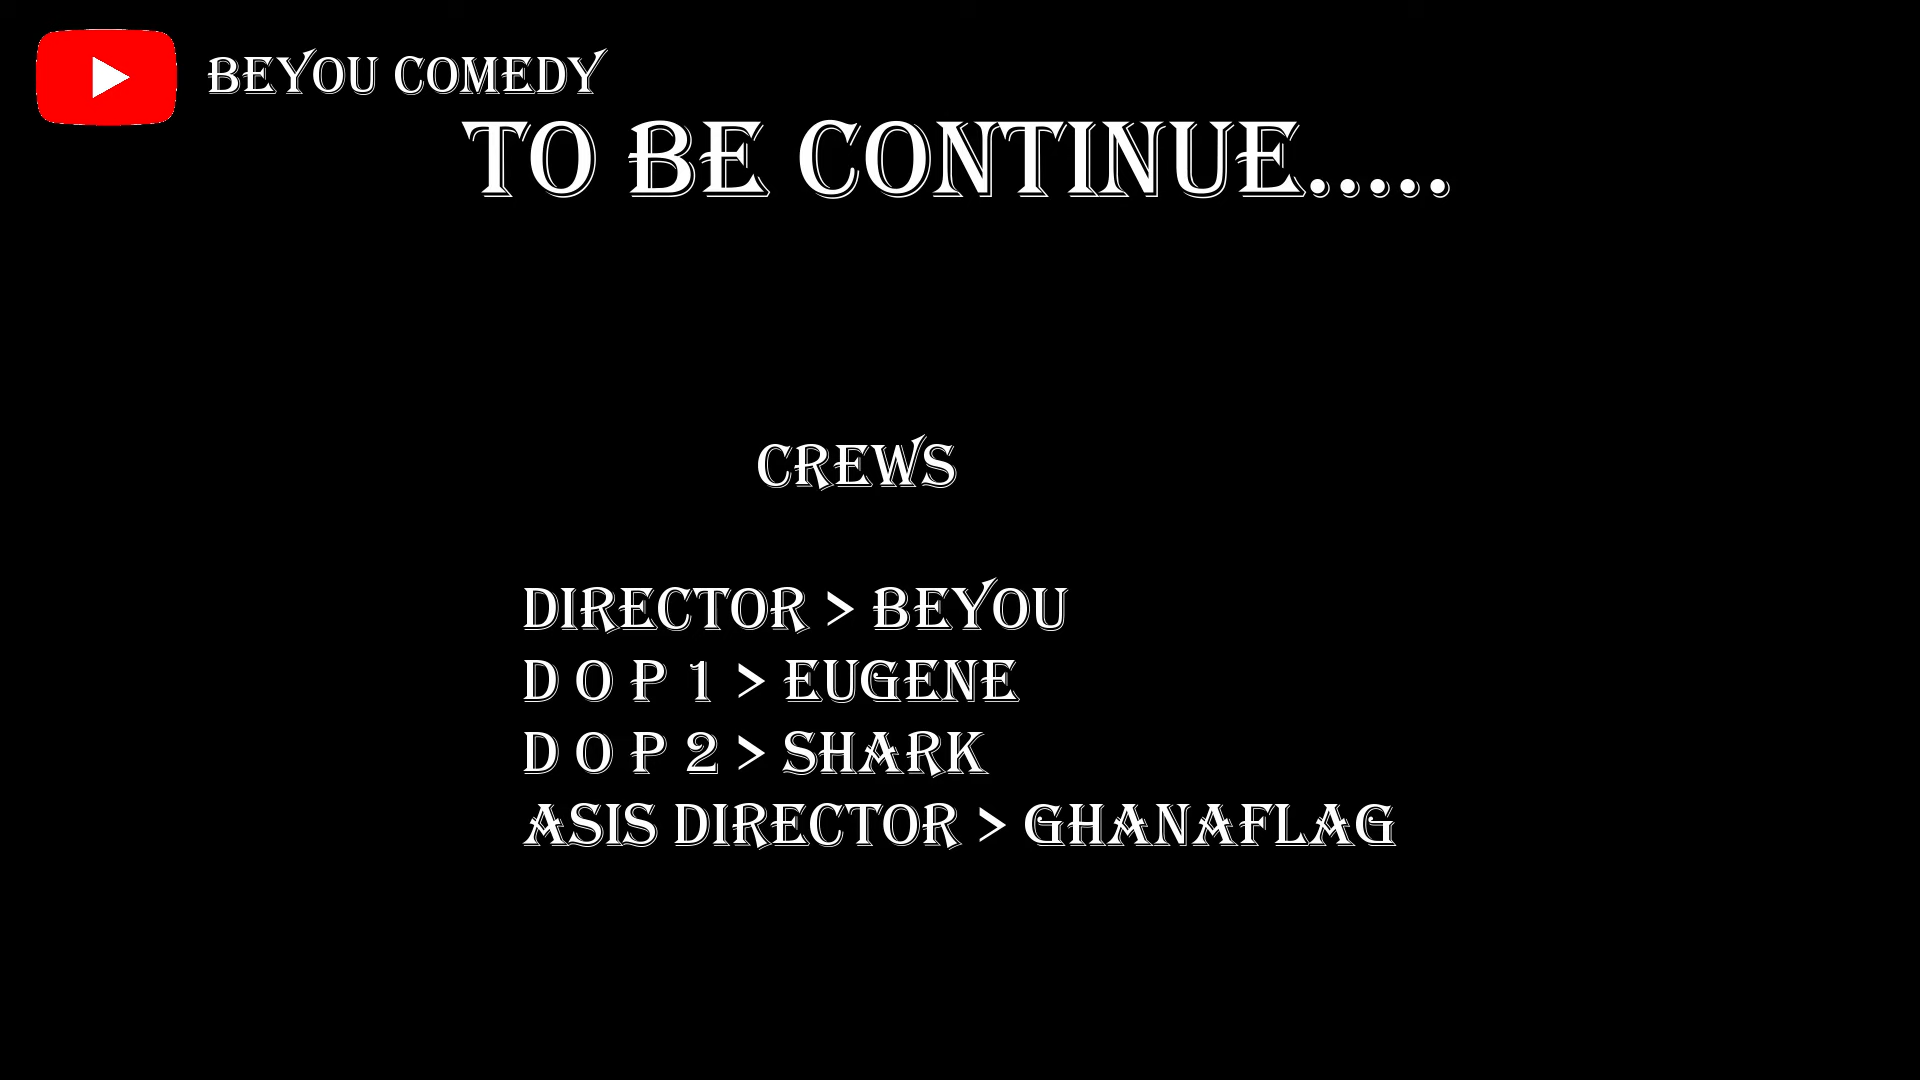 BEYOU COMEDY
TO BE CONTINUE.....
CREWS
DIRECTOR > BEYOU
D O P 1 > EUGENE
D O P 2 > SHARK
ASIS DIRECTOR > GHANAFLAG